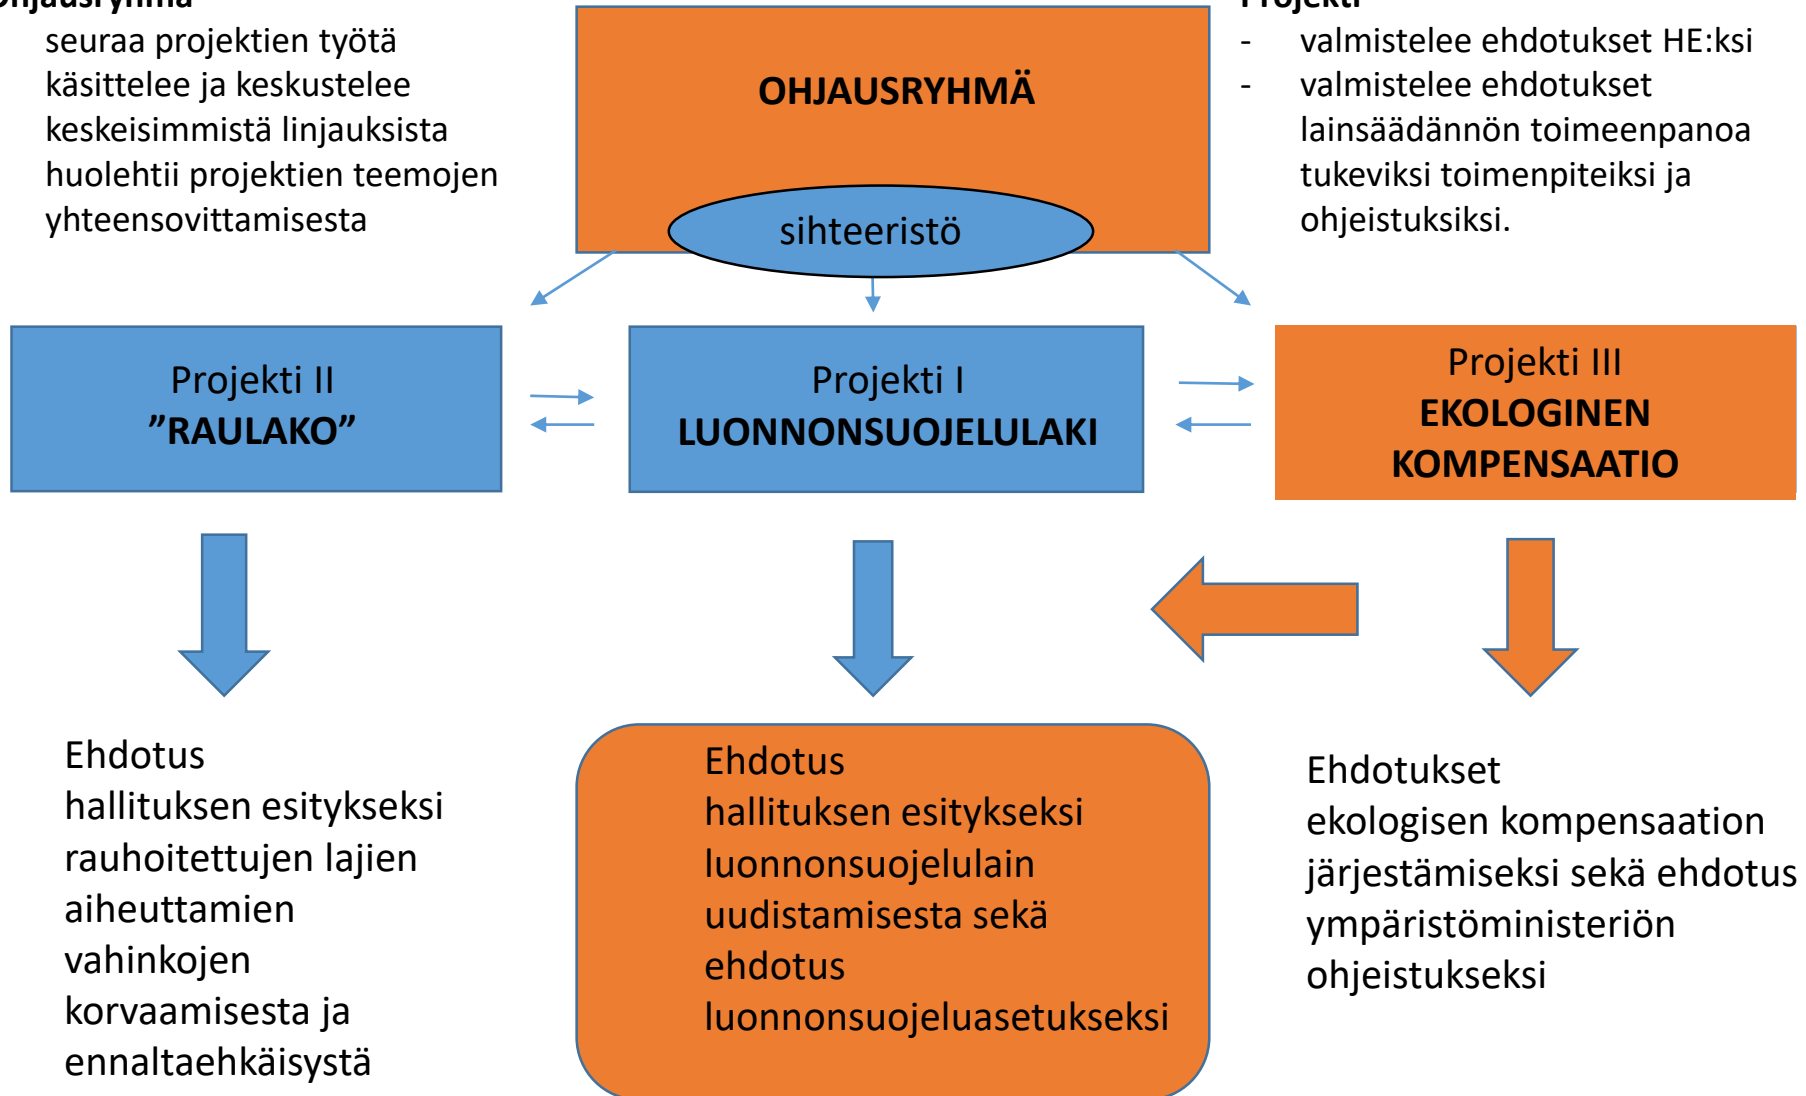 seuraa projektien työtä
käsittelee ja keskustelee
keskeisimmistä linjauksista
huolehtii projektien teemojen
yhteensovittamisesta
OHJAUSRYHMÄ
sihteeristö
Projekti
- valmistelee ehdotukset HE:ksi
- valmistelee ehdotukset
lainsäädännön toimeenpanoa
tukeviksi toimenpiteiksi ja
ohjeistuksiksi.
Projekti II
”RAULAKO”
Projekti I
LUONNONSUOJELULAKI
Projekti III
EKOLOGINEN
KOMPENSAATIO
Ehdotus
hallituksen esitykseksi
rauhoitettujen lajien
aiheuttamien
vahinkojen
korvaamisesta ja
ennaltaehkäisystä
Ehdotus
hallituksen esitykseksi
luonnonsuojelulain
uudistamisesta sekä
ehdotus
luonnonsuojeluasetukseksi
Ehdotukset
ekologisen kompensaation
järjestämiseksi sekä ehdotus
ympäristöministeriön
ohjeistukseksi